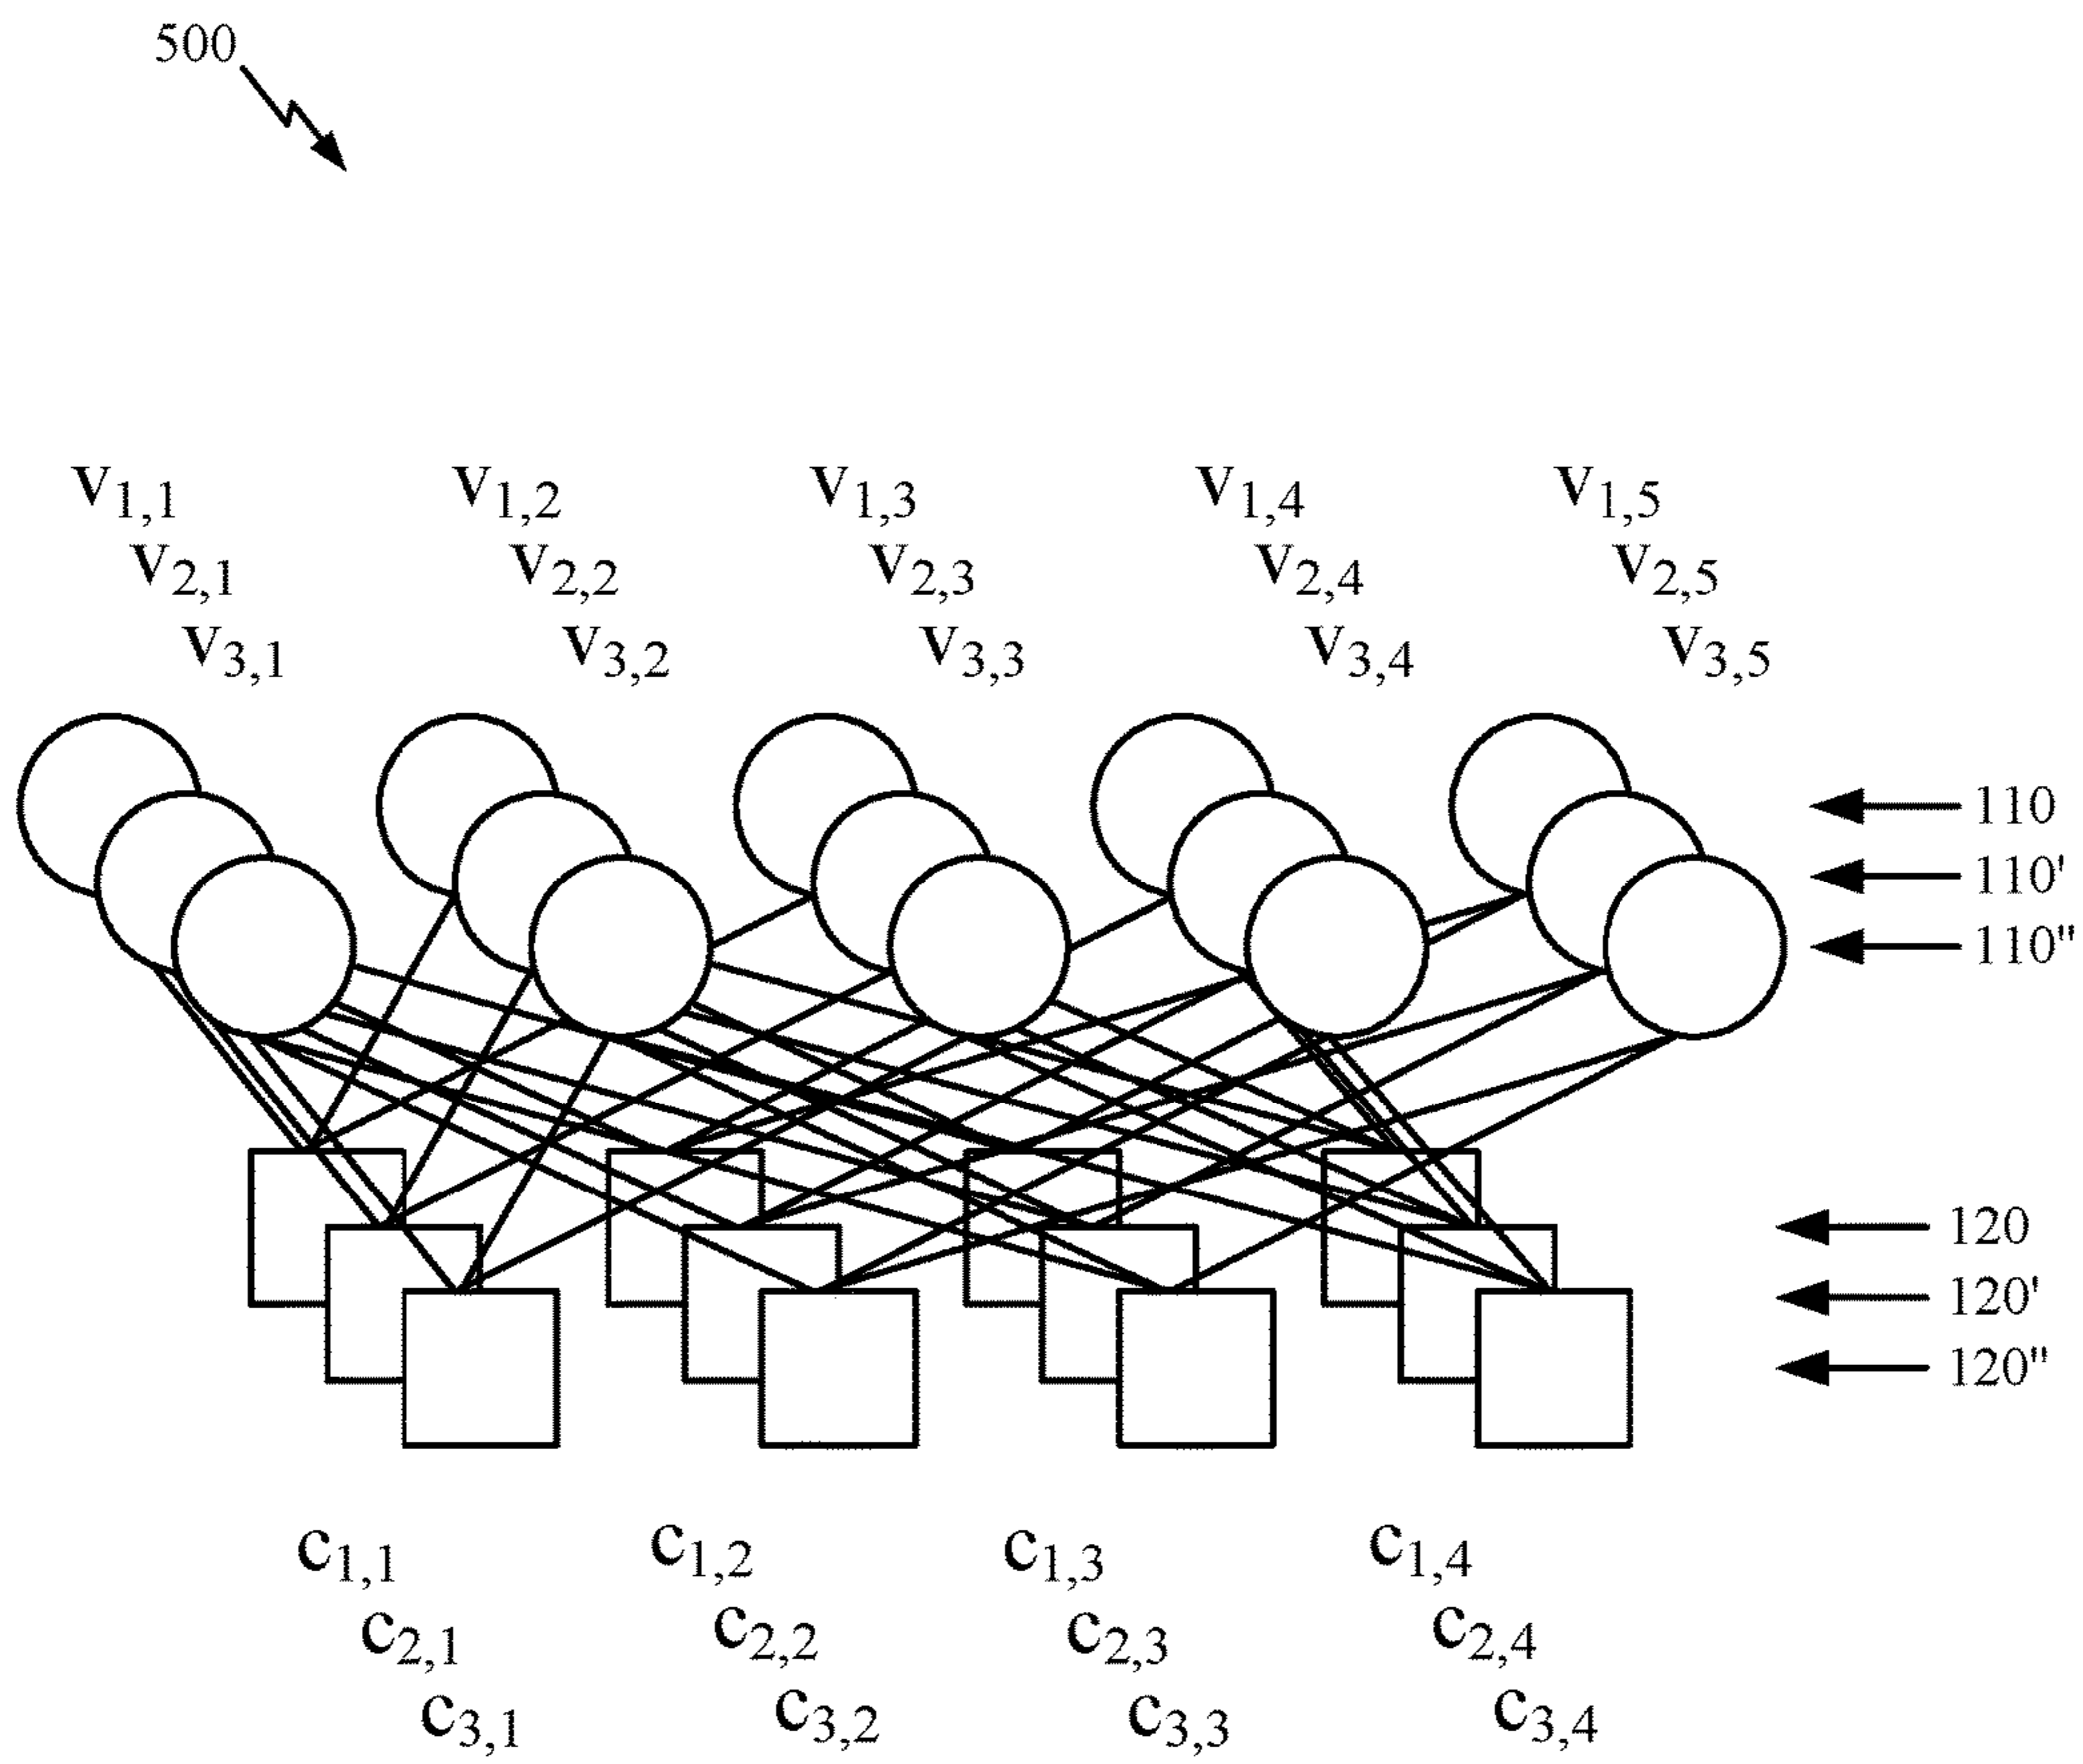 500
v1,1 v1,2 v1,3 v1,4 v1,5
v2,1 v2,2 v2,3 v2,4 v2,5
v3,1 v3,2 v3,3 v3,4 v3,5
110
110'
110"
120
120'
120"
c1,1 c1,2 c1,3 c1,4
c2,1 c2,2 c2,3 c2,4
c3,1 c3,2 c3,3 c3,4